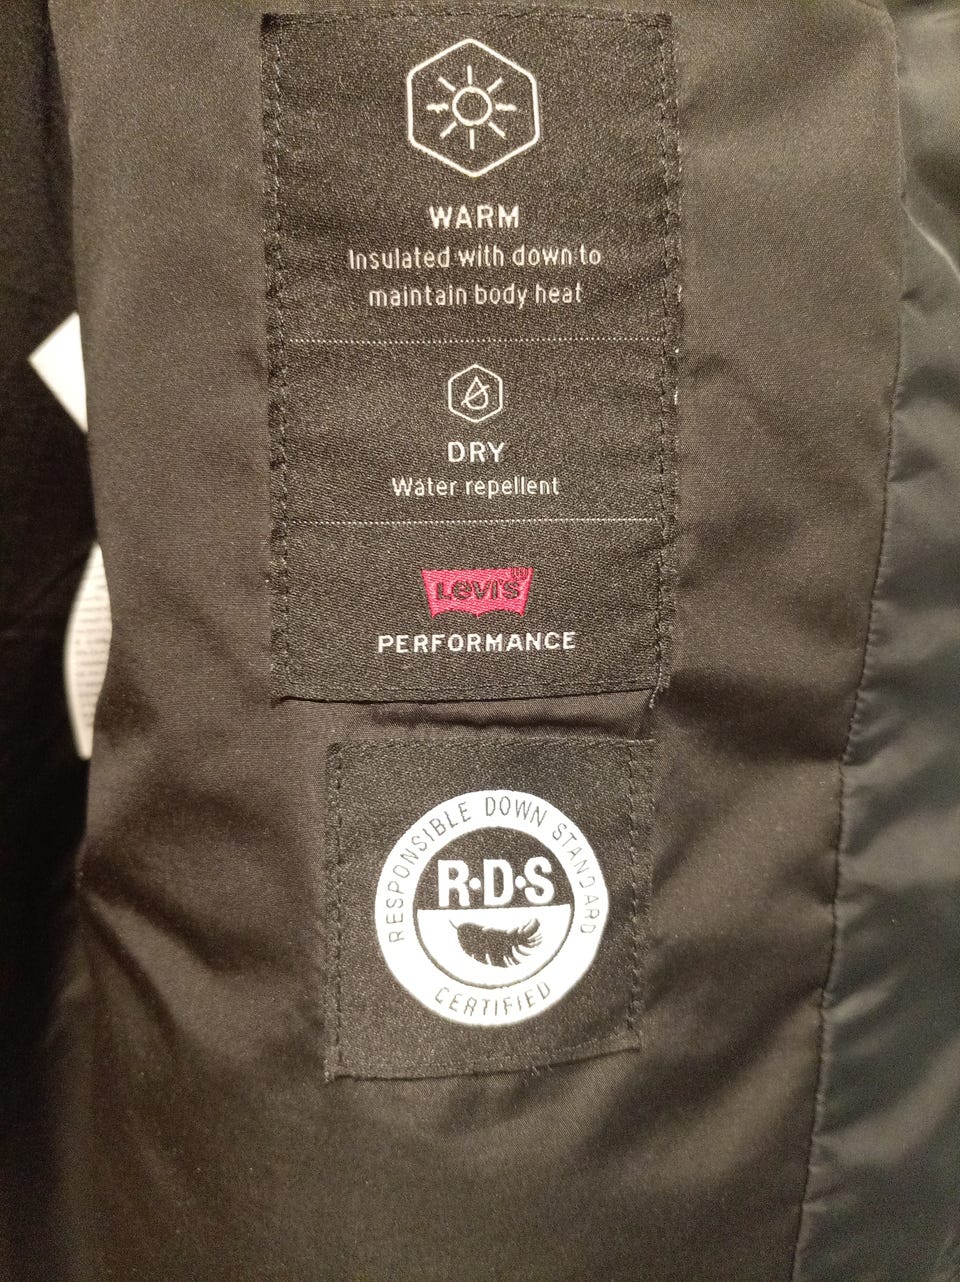 WARM
Insulated with down to
maintain body heat
DRY
Water repellent
Levi's
PERFORMANCE
RESPONSIBLE DOWN STANDARD
R·D·S
CERTIFIED